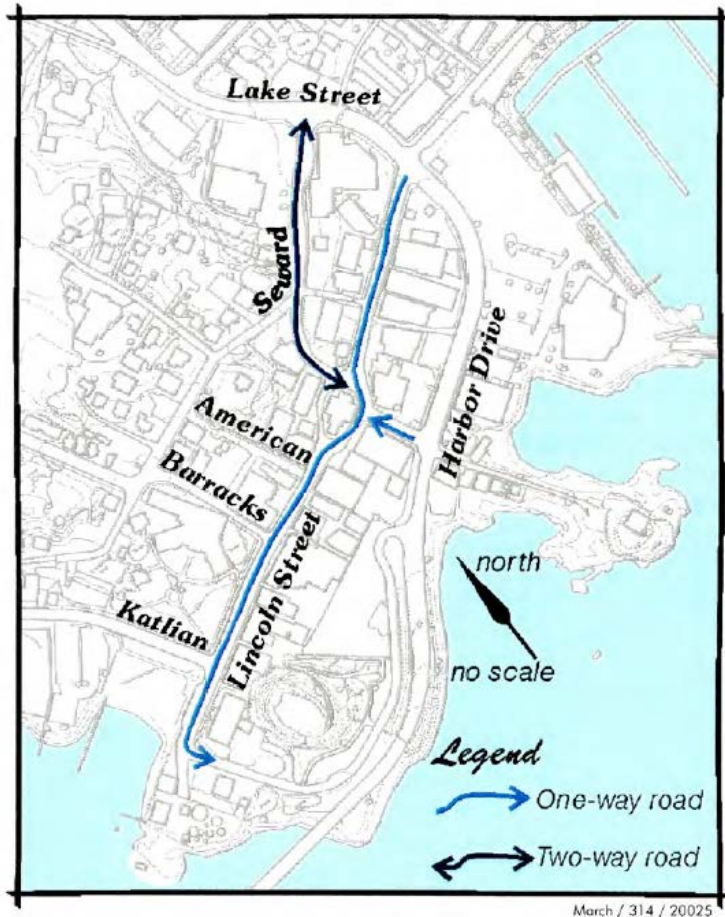 Lake Street
Seward
Harbor Drive
American
Barracks
Lincoln Street
Katlian
north
no scale
Legend
One-way road
Two-way road
March / 314 / 20025